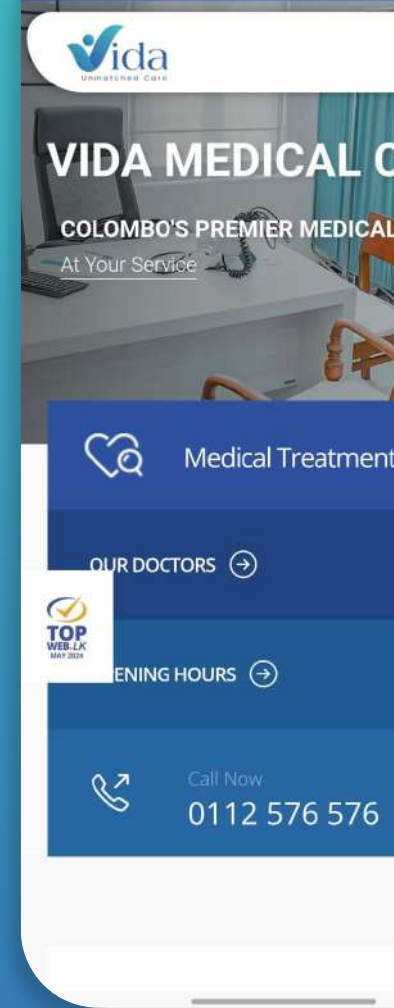 Vida
Unmatched Care
VIDA MEDICAL C
COLOMBO'S PREMIER MEDICAL
At Your Service
Medical Treatment
OUR DOCTORS
TOP
WEB.LK
MAY 2024
ENING HOURS
Call Now
0112 576 576